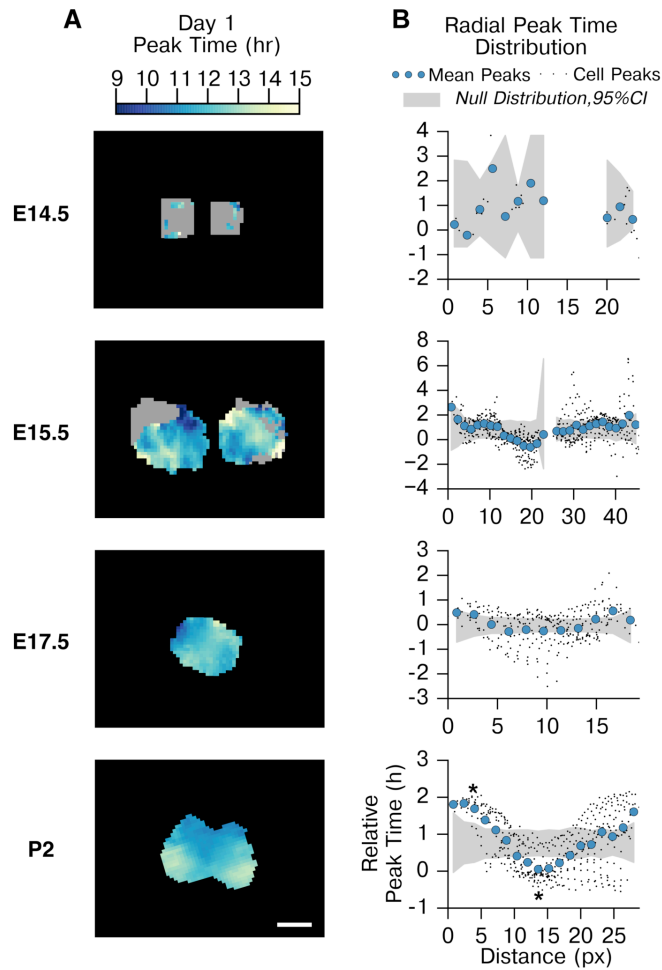 A
Day 1
Peak Time (hr)
9 10 11 12 13 14 15
B
Radial Peak Time
Distribution
Mean Peaks Cell Peaks
Null Distribution,95%CI
E14.5
4
3
2
1
0
-1
-2
0 5 10 15 20
E15.5
8
6
4
2
0
−2
−4
0 10 20 30 40
E17.5
3
2
1
0
-1
-2
-3
0 5 10 15
P2
Relative
Peak Time (h)
3
2
1
0
-1
*
*
0 5 10 15 20 25
Distance (px)